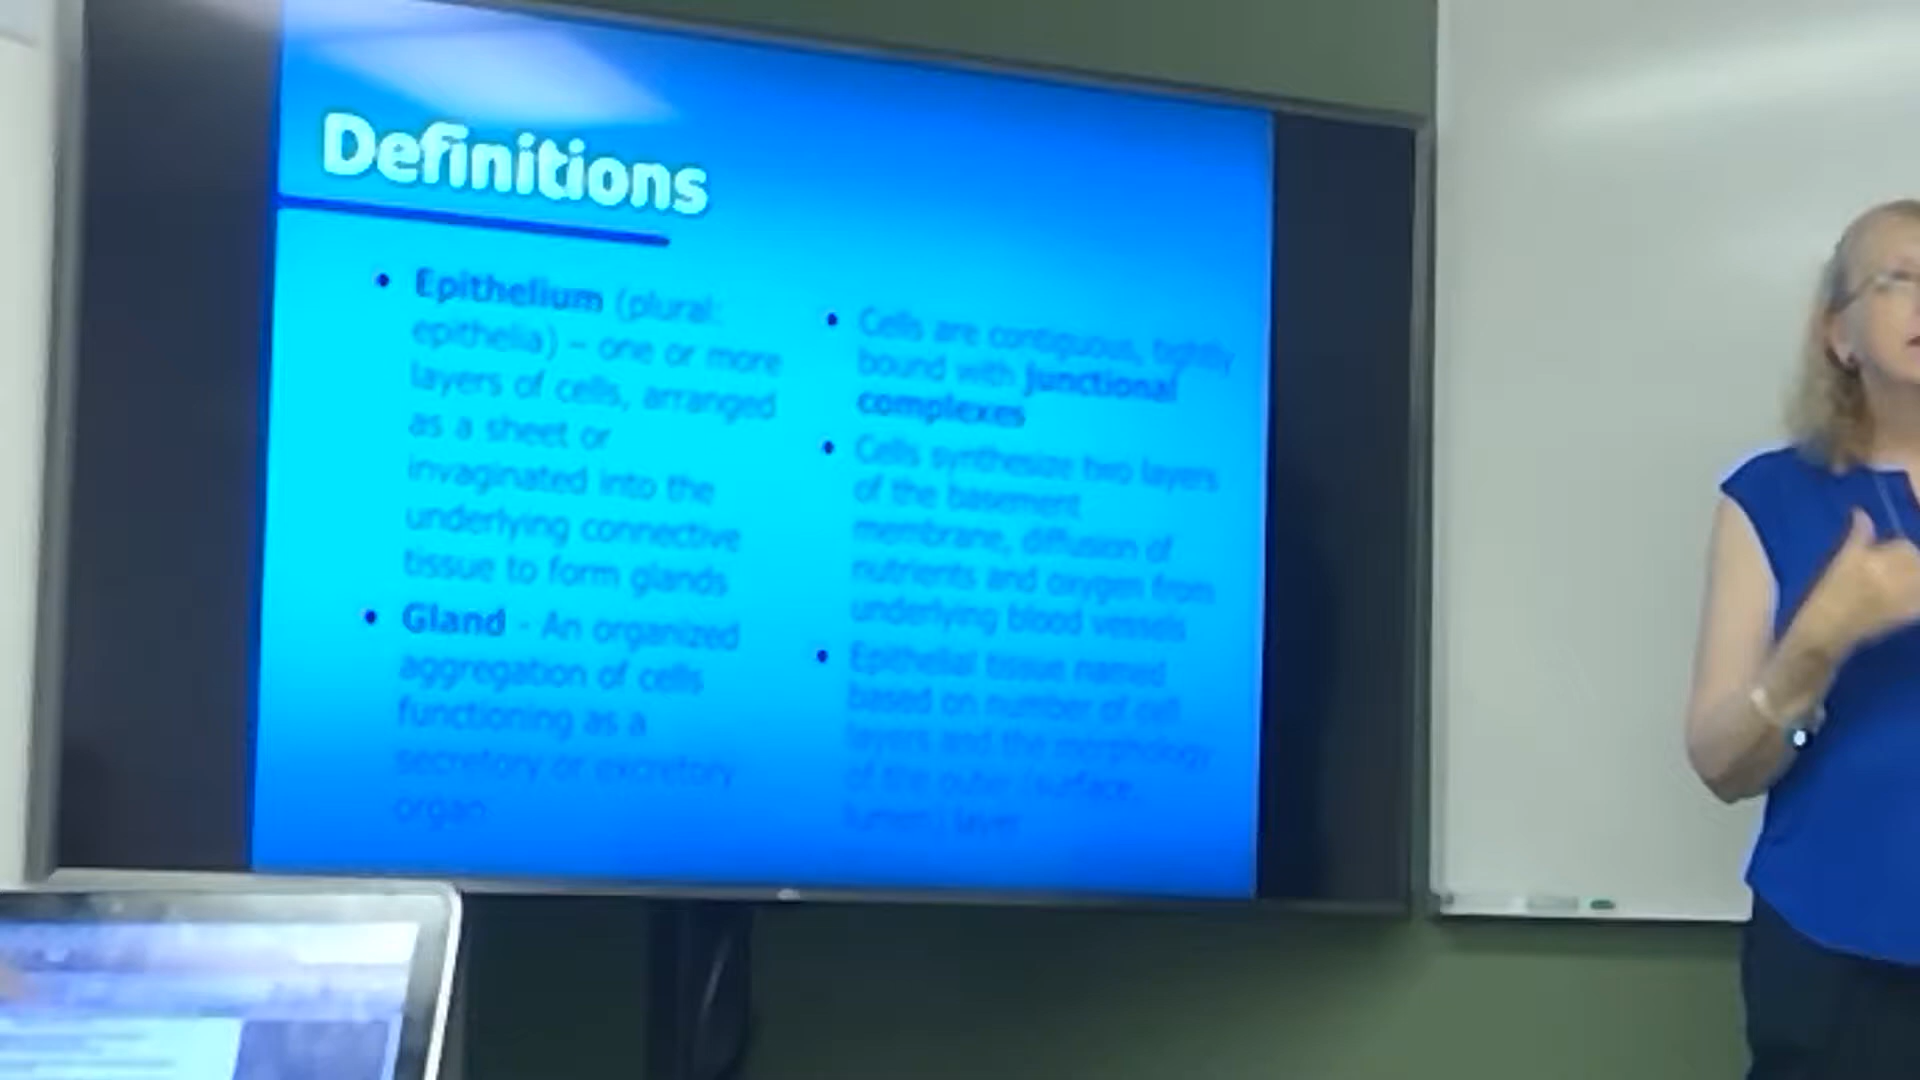 Definitions
• Epithelium (plural:
epithelia) – one or more
layers of cells, arranged
as a sheet or
invaginated into the
underlying connective
tissue to form glands
• Gland - An organized
aggregation of cells
functioning as a
secretory or excretory
organ
• Cells are contiguous, tightly
bound with junctional
complexes
• Cells synthesize two layers
of the basement
membrane, diffusion of
nutrients and oxygen from
underlying blood vessels
• Epithelial tissue named
based on number of cell
layers and the morphology
of the outer (surface,
lumen) layer